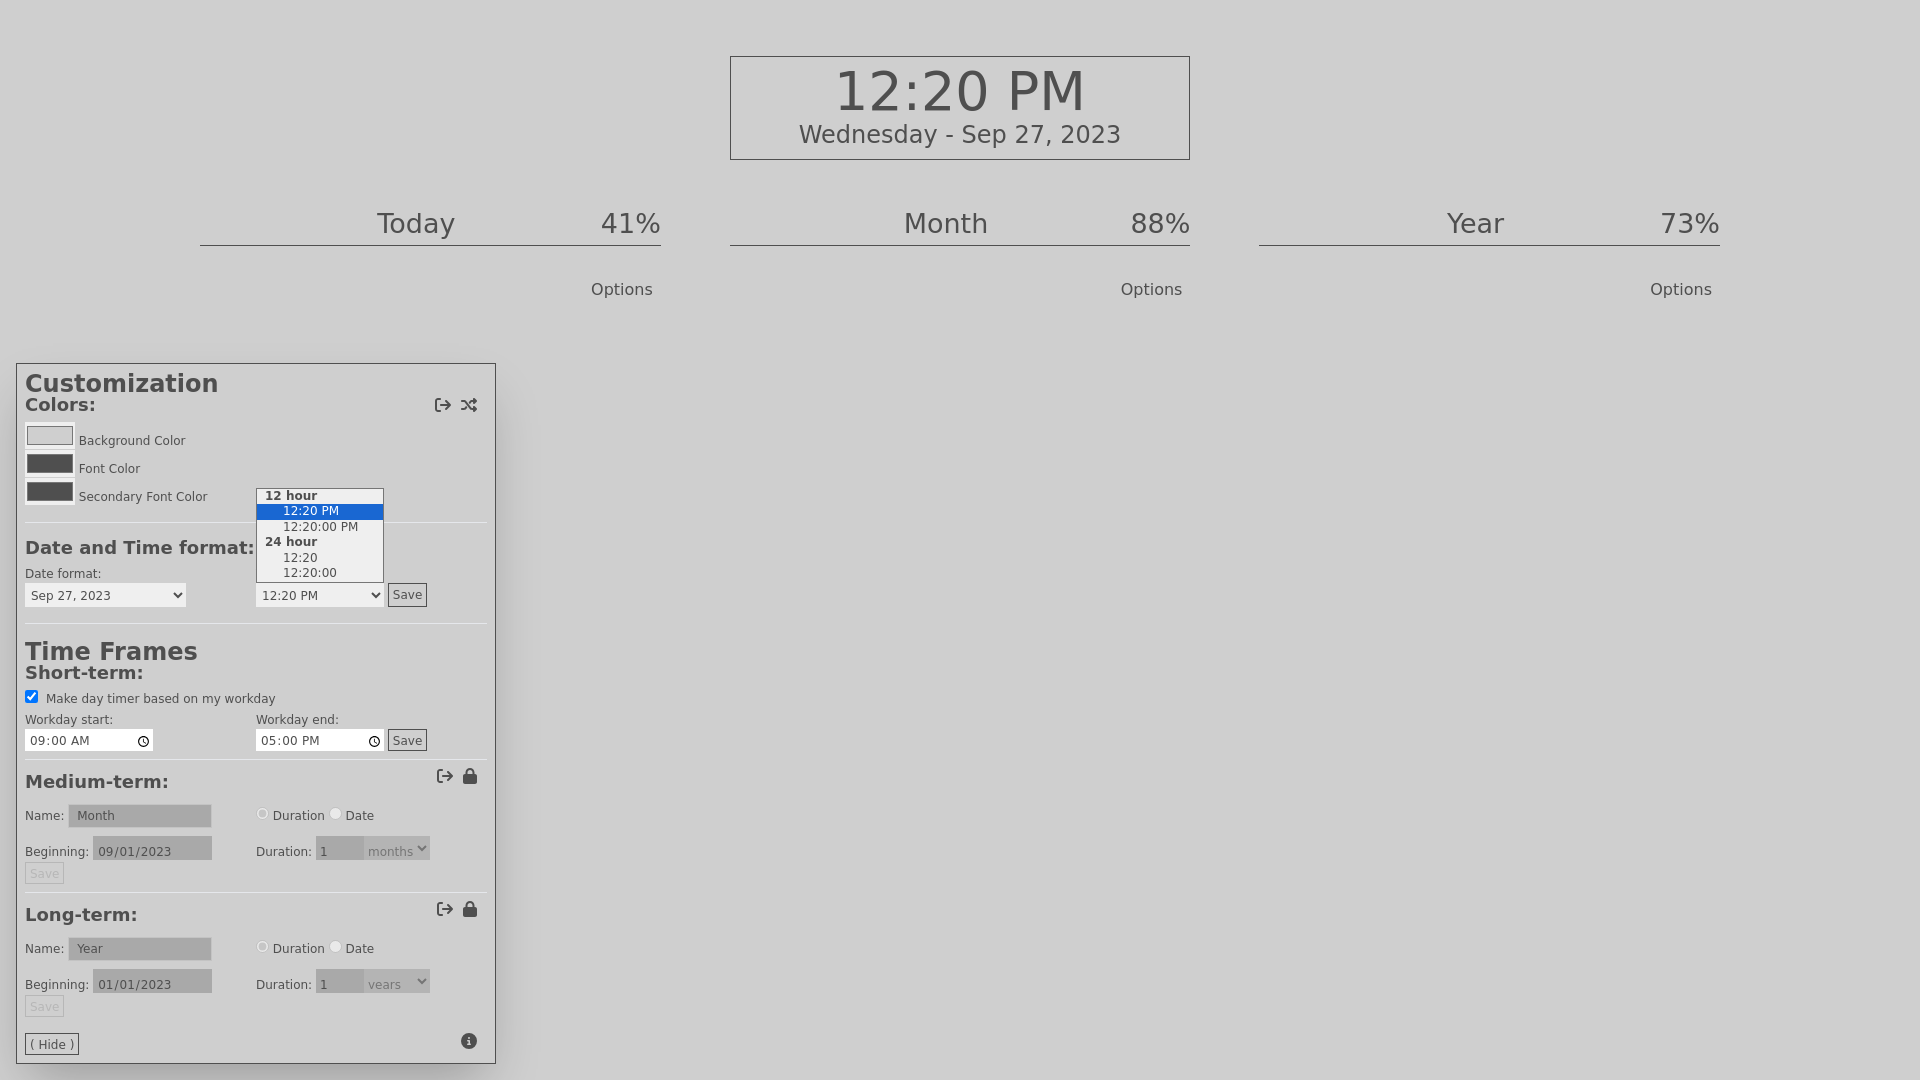 12:20 PM
Wednesday - Sep 27, 2023
Today 41%
Month 88%
Year 73%
Options
Options
Options
Customization
Colors:
Background Color
Font Color
Secondary Font Color
12 hour
12:20 PM
12:20:00 PM
24 hour
12:20
12:20:00
Date and Time format:
Date format:
Sep 27, 2023
12:20 PM
Save
Time Frames
Short-term:
Make day timer based on my workday
Workday start:
Workday end:
09:00 AM
05:00 PM
Save
Medium-term:
Name: Month
Duration Date
Beginning: 09/01/2023
Duration: 1 months
Save
Long-term:
Name: Year
Duration Date
Beginning: 01/01/2023
Duration: 1 years
Save
( Hide )